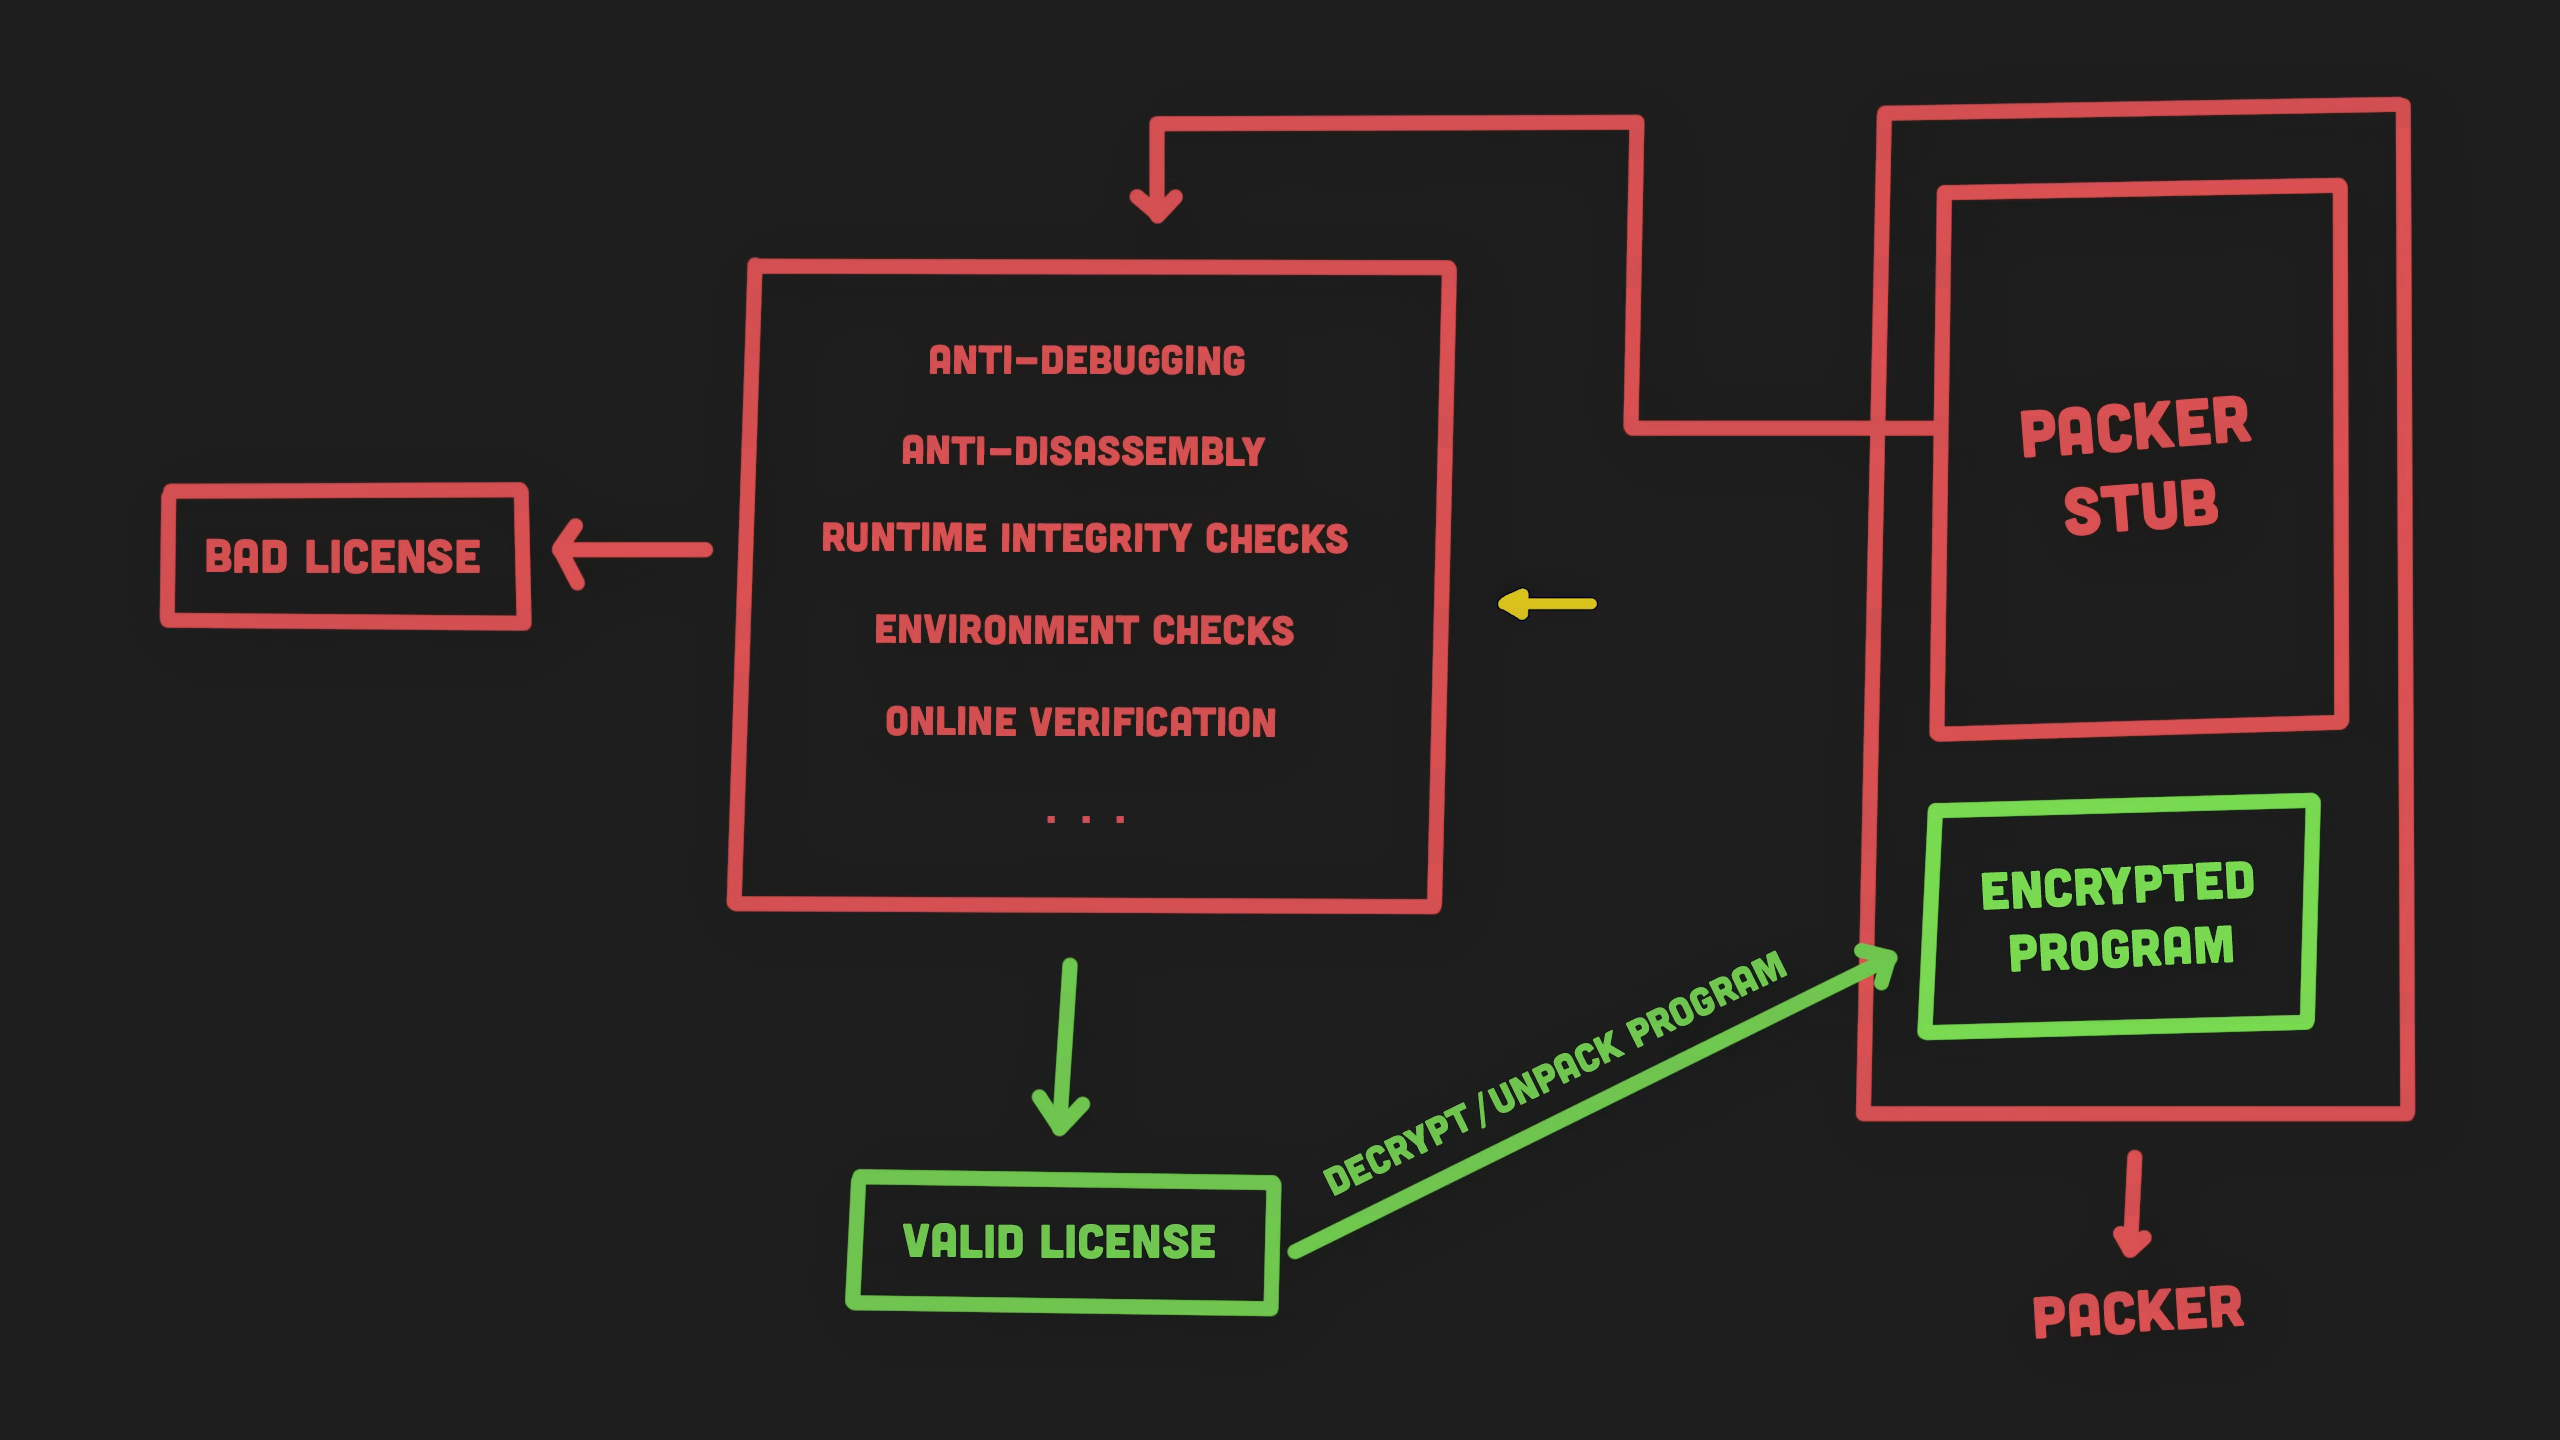 PACKER
STUB
ANTI-DEBUGGING
ANTI-DISASSEMBLY
RUNTIME INTEGRITY CHECKS
ENVIRONMENT CHECKS
ONLINE VERIFICATION
...
BAD LICENSE
VALID LICENSE
DECRYPT/UNPACK PROGRAM
ENCRYPTED
PROGRAM
PACKER